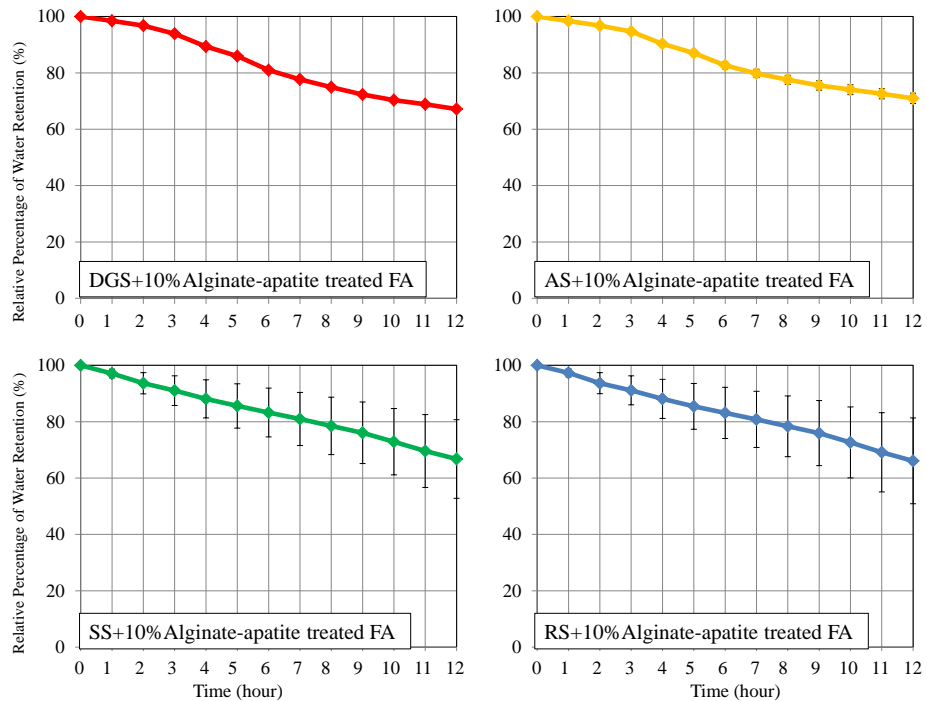 Relative Percentage of Water Retention (%)
100
80
60
40
20
0
DGS+10%Alginate-apatite treated FA
0 1 2 3 4 5 6 7 8 9 10 11 12
100
80
60
40
20
0
AS+10%Alginate-apatite treated FA
0 1 2 3 4 5 6 7 8 9 10 11 12
Relative Percentage of Water Retention (%)
100
80
60
40
20
0
SS+10%Alginate-apatite treated FA
0 1 2 3 4 5 6 7 8 9 10 11 12
Time (hour)
100
80
60
40
20
0
RS+10%Alginate-apatite treated FA
0 1 2 3 4 5 6 7 8 9 10 11 12
Time (hour)